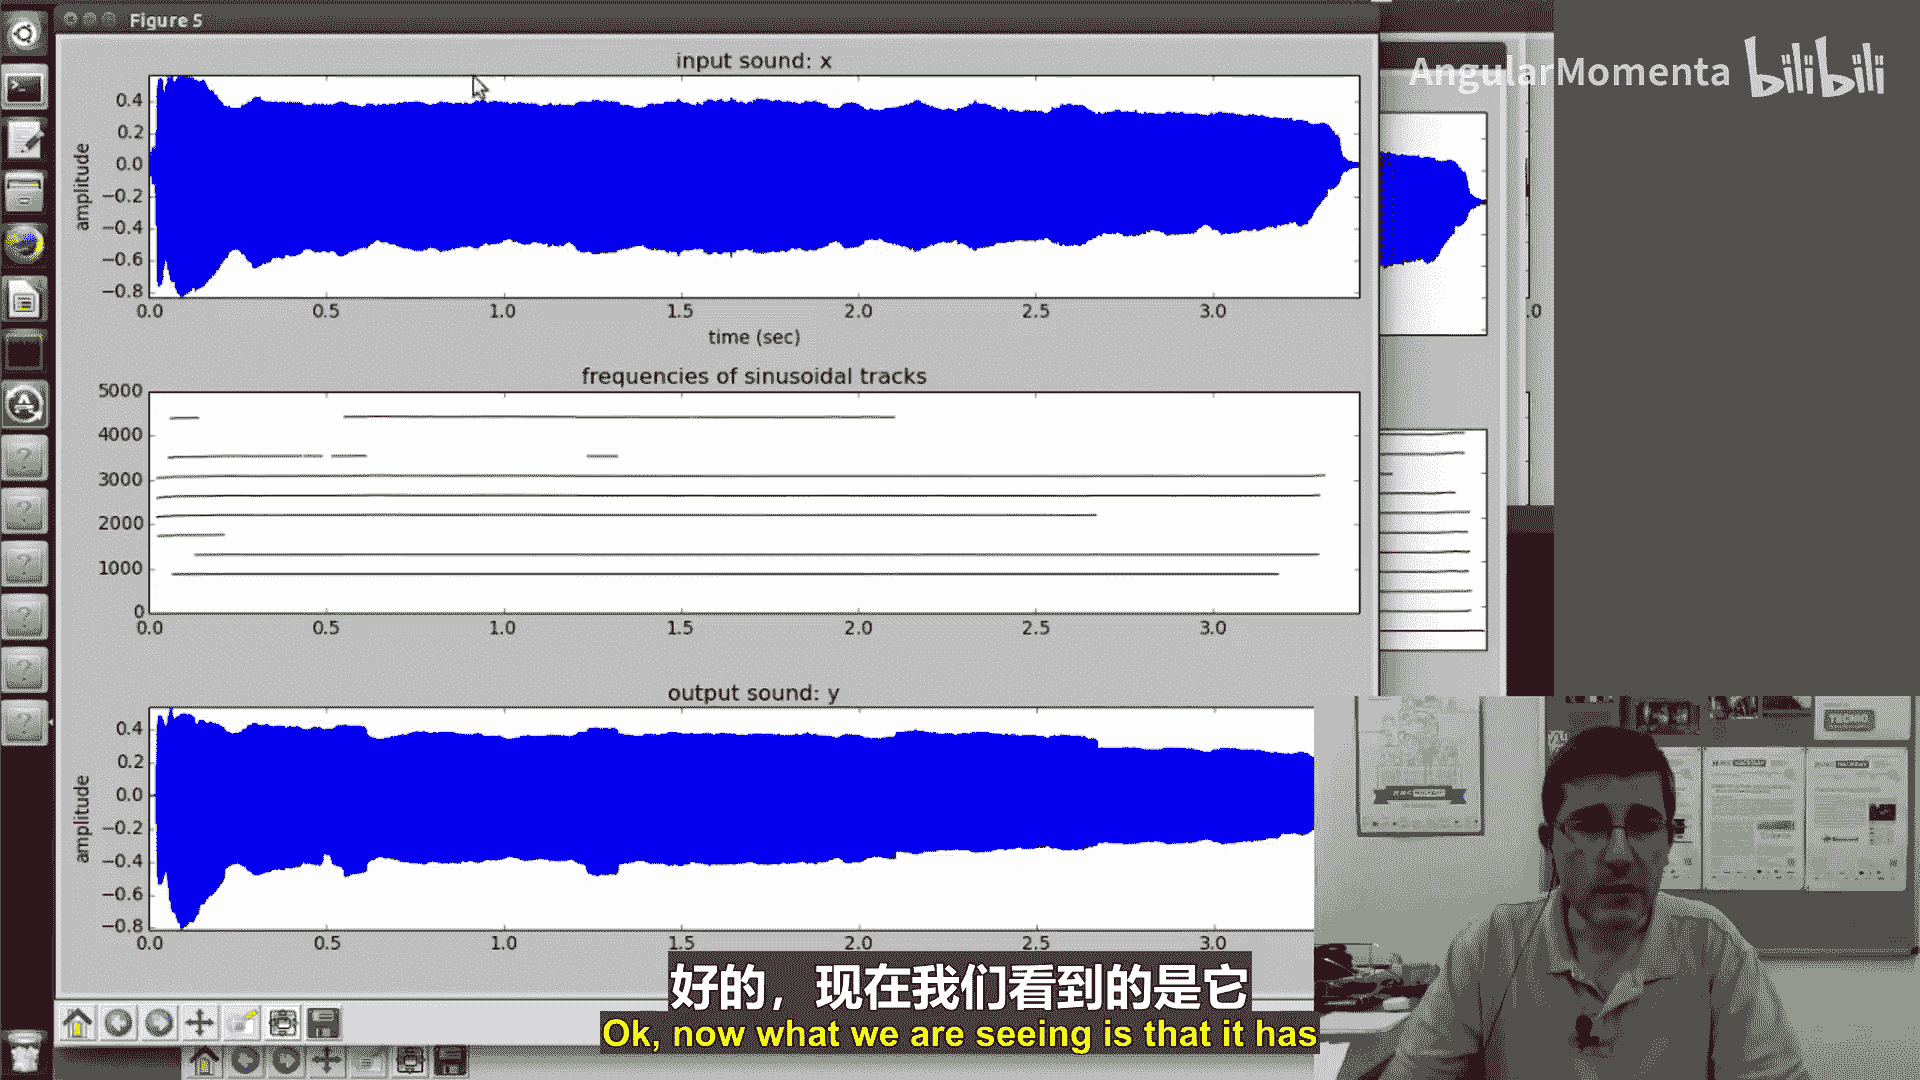 Figure 5
AngularMomenta bilibili
input sound: x
amplitude
0.4
0.2
0.0
−0.2
−0.4
−0.6
−0.8
0.0 0.5 1.0 1.5 2.0 2.5 3.0
.0
time (sec)
frequencies of sinusoidal tracks
5000
4000
3000
2000
1000
0
0.0 0.5 1.0 1.5 2.0 2.5 3.0
output sound: y
amplitude
0.4
0.2
0.0
−0.2
−0.4
−0.6
−0.8
0.0 0.5 1.0 1.5 2.0 2.5 3.0
TECNIO
好的，现在我们看到的是它
Ok, now what we are seeing is that it has